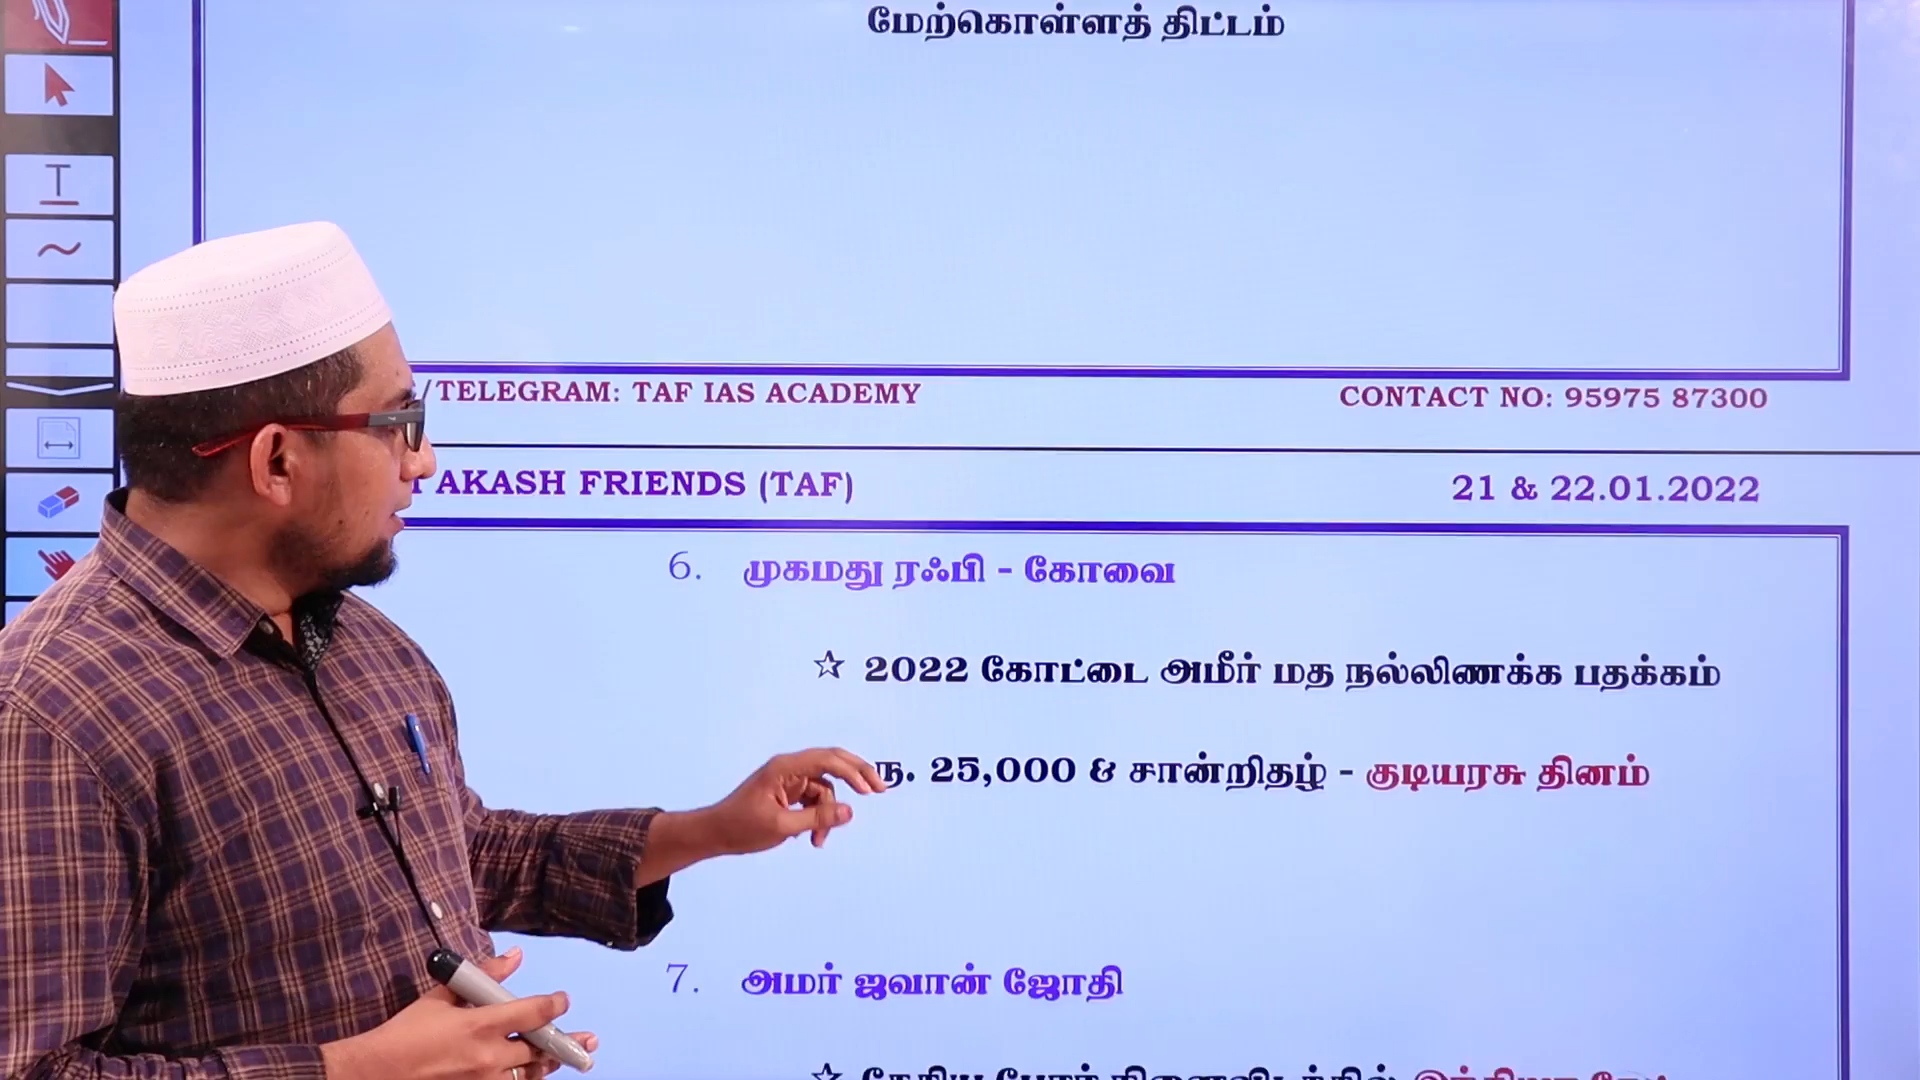 மேற்கொள்ளத் திட்டம்
/TELEGRAM: TAF IAS ACADEMY
CONTACT NO: 95975 87300
AKASH FRIENDS (TAF)
21 & 22.01.2022
6. முகமது ரஃபி - கோவை
☆ 2022 கோட்டை அமீர் மத நல்லிணக்க பதக்கம்
ரூ. 25,000 & சான்றிதழ் - குடியரசு தினம்
7. அமர் ஜவான் ஜோதி